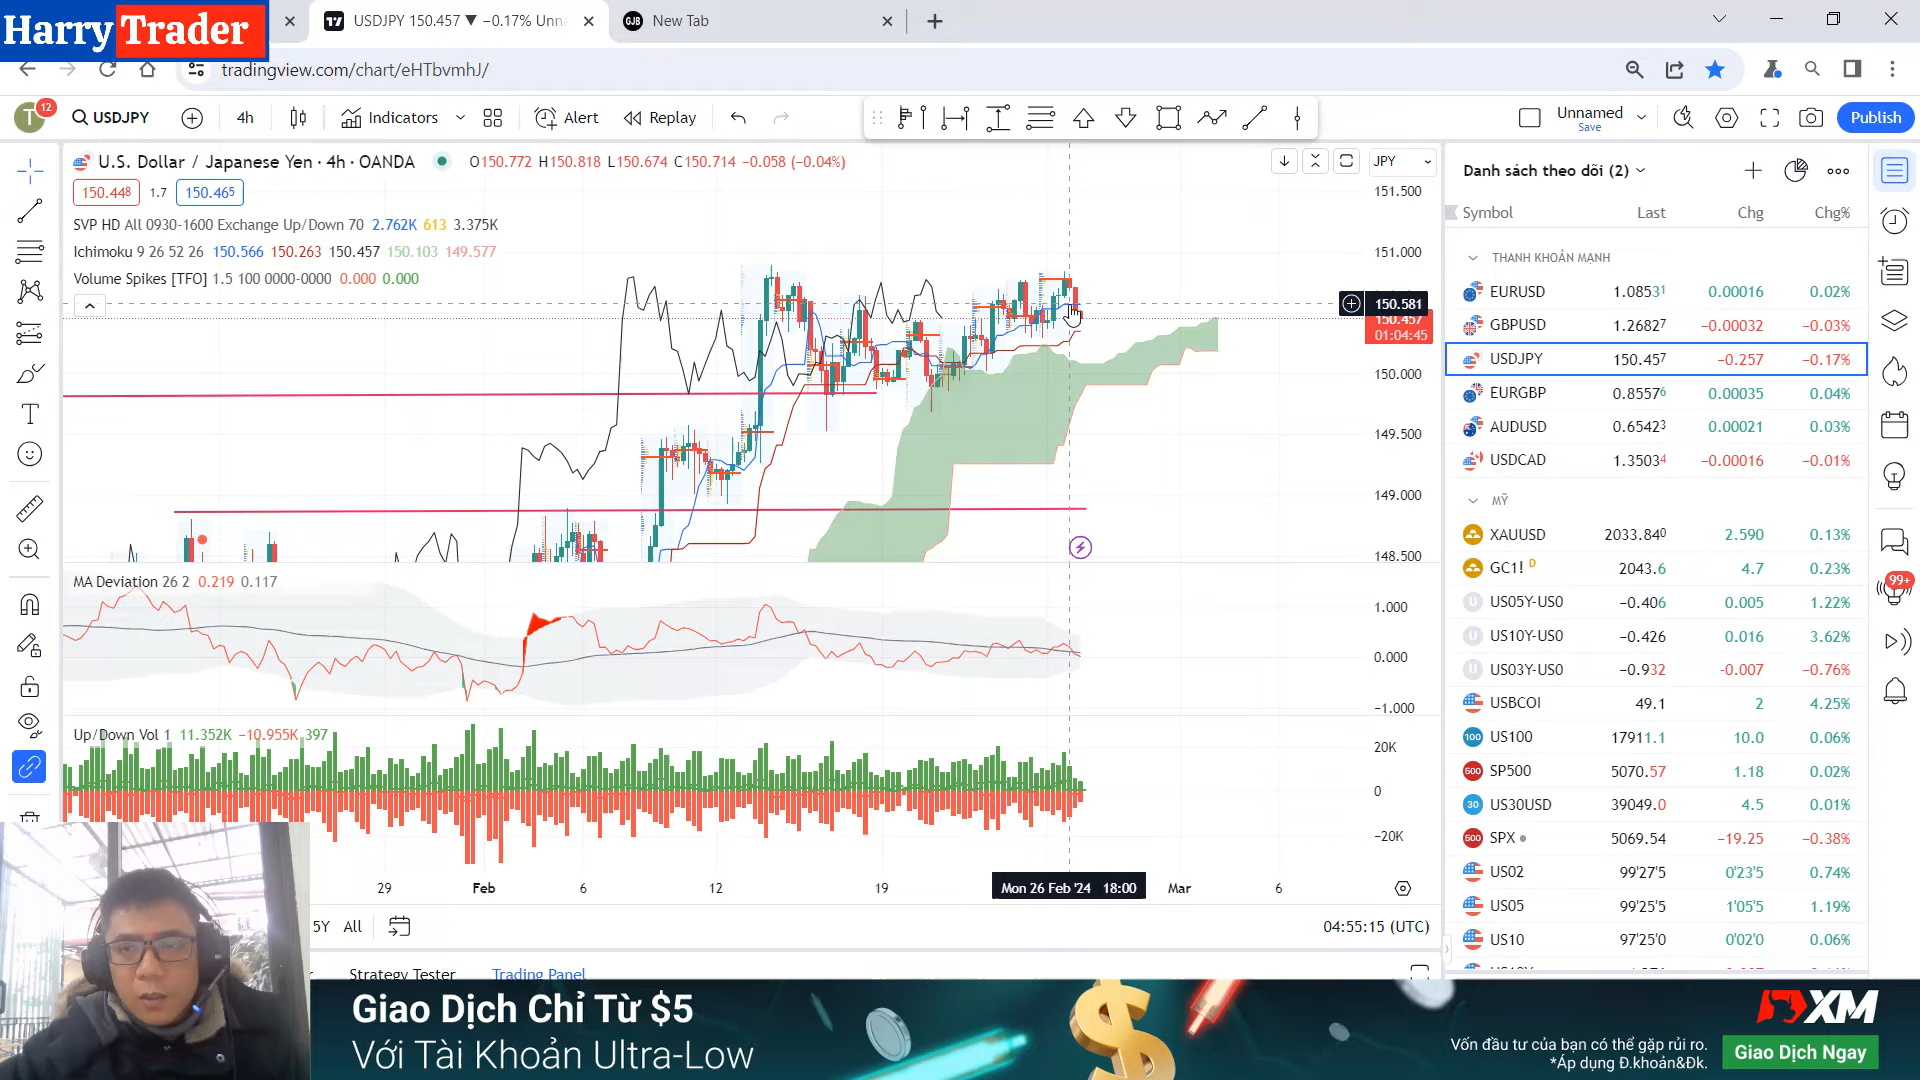 Harry Trader
USDJPY 150.457 ▼ −0.17% Unna
GJB New Tab
tradingview.com/chart/eHTbvmhJ/
T 12 USDJPY 4h Indicators Alert Replay Unnamed Save Publish
U.S. Dollar / Japanese Yen · 4h · OANDA O150.772 H150.818 L150.674 C150.714 −0.058 (−0.04%) JPY
150.448 1.7 150.465
SVP HD All 0930-1600 Exchange Up/Down 70 2.762K 613 3.375K
Ichimoku 9 26 52 26 150.566 150.263 150.457 150.103 149.577
Volume Spikes [TFO] 1.5 100 0000-0000 0.000 0.000
151.500
151.000
150.581
150.457
01:04:45
150.000
149.500
149.000
148.500
MA Deviation 26 2 0.219 0.117
1.000
0.000
−1.000
Up/Down Vol 1 11.352K −10.955K 397
20K
0
−20K
29 Feb 6 12 19 Mon 26 Feb '24 18:00 Mar 6
5Y All 04:55:15 (UTC)
Strategy Tester Trading Panel
Danh sách theo dõi (2)
Symbol Last Chg Chg%
THANH KHOẢN MẠNH
EURUSD 1.08531 0.00016 0.02%
GBPUSD 1.26827 −0.00032 −0.03%
USDJPY 150.457 −0.257 −0.17%
EURGBP 0.85576 0.00035 0.04%
AUDUSD 0.65423 0.00021 0.03%
USDCAD 1.35034 −0.00016 −0.01%
MỸ
XAUUSD 2033.840 2.590 0.13%
GC1! D 2043.6 4.7 0.23%
US05Y-US0 −0.406 0.005 1.22%
US10Y-US0 −0.426 0.016 3.62%
US03Y-US0 −0.932 −0.007 −0.76%
USBCOI 49.1 2 4.25%
100 US100 17911.1 10.0 0.06%
500 SP500 5070.57 1.18 0.02%
30 US30USD 39049.0 4.5 0.01%
500 SPX 5069.54 −19.25 −0.38%
US02 99'27'5 0'23'5 0.74%
US05 99'25'5 1'05'5 1.19%
US10 97'25'0 0'02'0 0.06%
99+
Giao Dịch Chỉ Từ $5
Với Tài Khoản Ultra-Low
XM
Vốn đầu tư của bạn có thể gặp rủi ro.
*Áp dụng Đ.khoản&Đk.
Giao Dịch Ngay